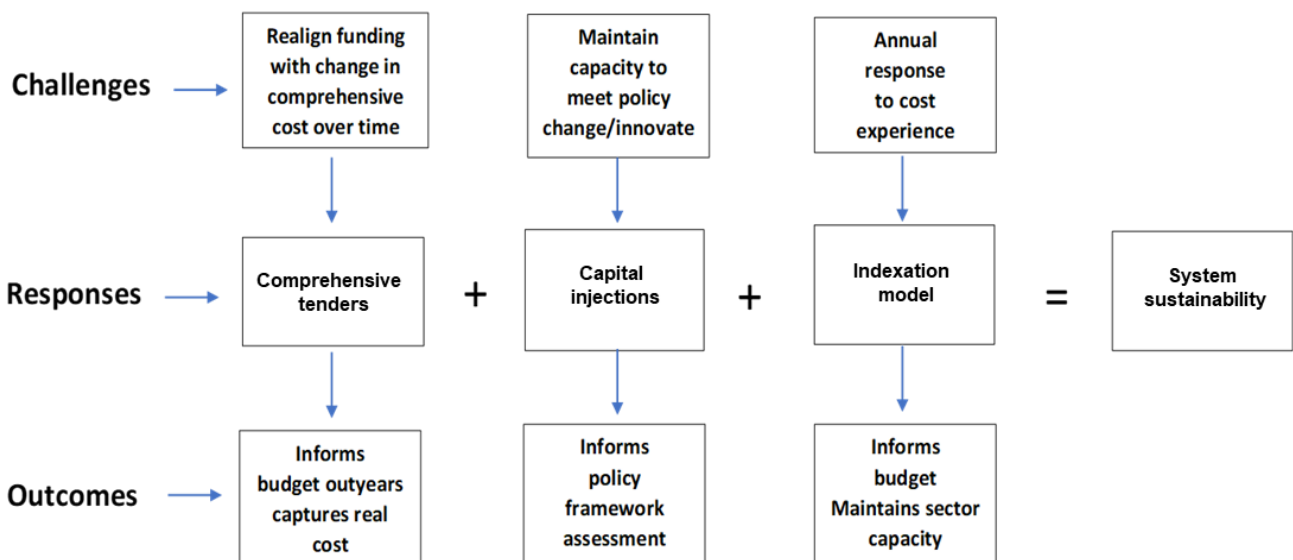 Challenges
Realign funding
with change in
comprehensive
cost over time
Maintain
capacity to
meet policy
change/innovate
Annual
response
to cost
experience
Responses
Comprehensive
tenders
+
Capital
injections
+
Indexation
model
=
System
sustainability
Outcomes
Informs
budget outyears
captures real
cost
Informs
policy
framework
assessment
Informs
budget
Maintains sector
capacity